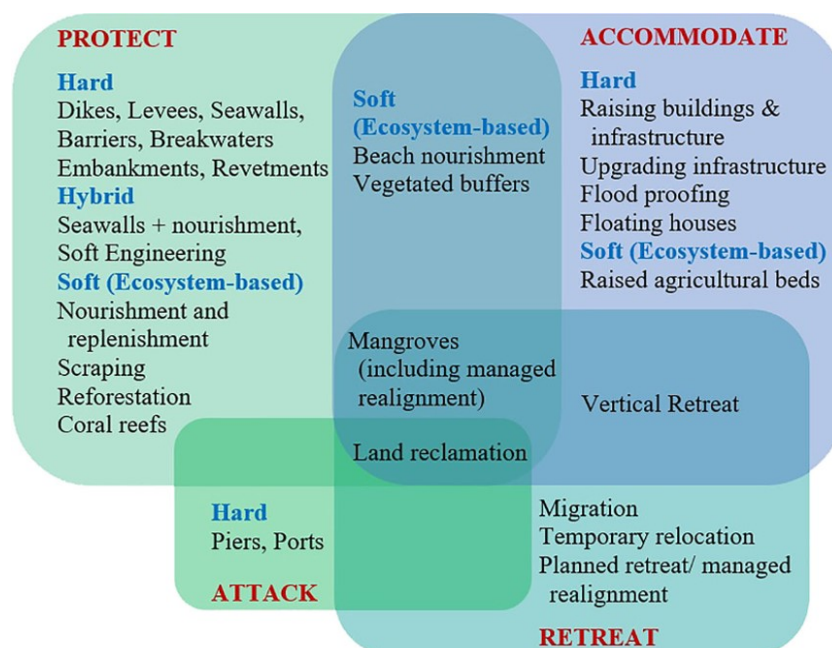 PROTECT
Hard
Dikes, Levees, Seawalls,
Barriers, Breakwaters
Embankments, Revetments
Hybrid
Seawalls + nourishment,
Soft Engineering
Soft (Ecosystem-based)
Nourishment and
replenishment
Scraping
Reforestation
Coral reefs
Soft
(Ecosystem-based)
Beach nourishment
Vegetated buffers
ACCOMMODATE
Hard
Raising buildings &
infrastructure
Upgrading infrastructure
Flood proofing
Floating houses
Soft (Ecosystem-based)
Raised agricultural beds
Mangroves
(including managed
realignment)
Vertical Retreat
Land reclamation
Hard
Piers, Ports
ATTACK
Migration
Temporary relocation
Planned retreat/ managed
realignment
RETREAT